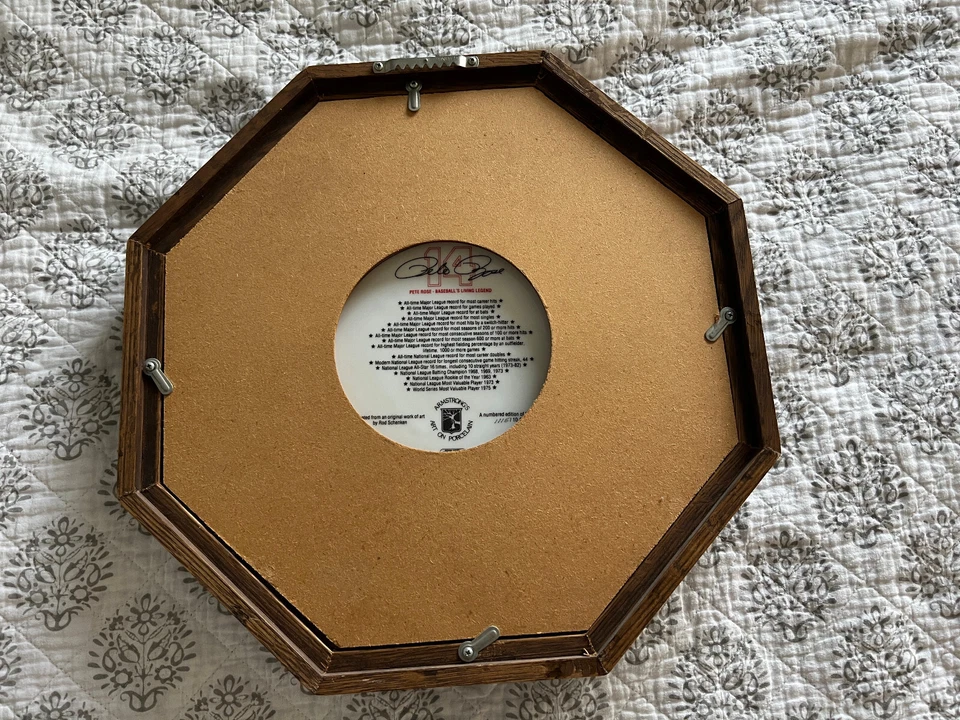 14
Pete Rose
PETE ROSE - BASEBALL'S LIVING LEGEND
★ All-time Major League record for most career hits ★
★ All-time Major League record for games played ★
★ All-time Major League record for at bats ★
★ All-time Major League record for most singles ★
★ All-time Major League record for most hits by a switch-hitter ★
★ All-time Major League record for most seasons of 200 or more hits ★
★ All-time Major League record for most consecutive seasons of 100 or more hits ★
★ All-time Major League record for most season 600 or more at bats ★
★ All-time Major League record for highest fielding percentage by an outfielder,
lifetime, 1000 or more games ★
★ All-time National League record for most career doubles ★
★ Modern National League record for longest consecutive game hitting streak, 44 ★
★ National League All-Star 16 times, including 10 straight years (1973-82) ★
★ National League Batting Champion 1968, 1969, 1973 ★
★ National League Rookie of the Year 1963 ★
★ National League Most Valuable Player 1973 ★
★ World Series Most Valuable Player 1975 ★
from an original work of art
by Rod Schenken
ARMSTRONG'S
ART ON PORCELAIN
A numbered edition of